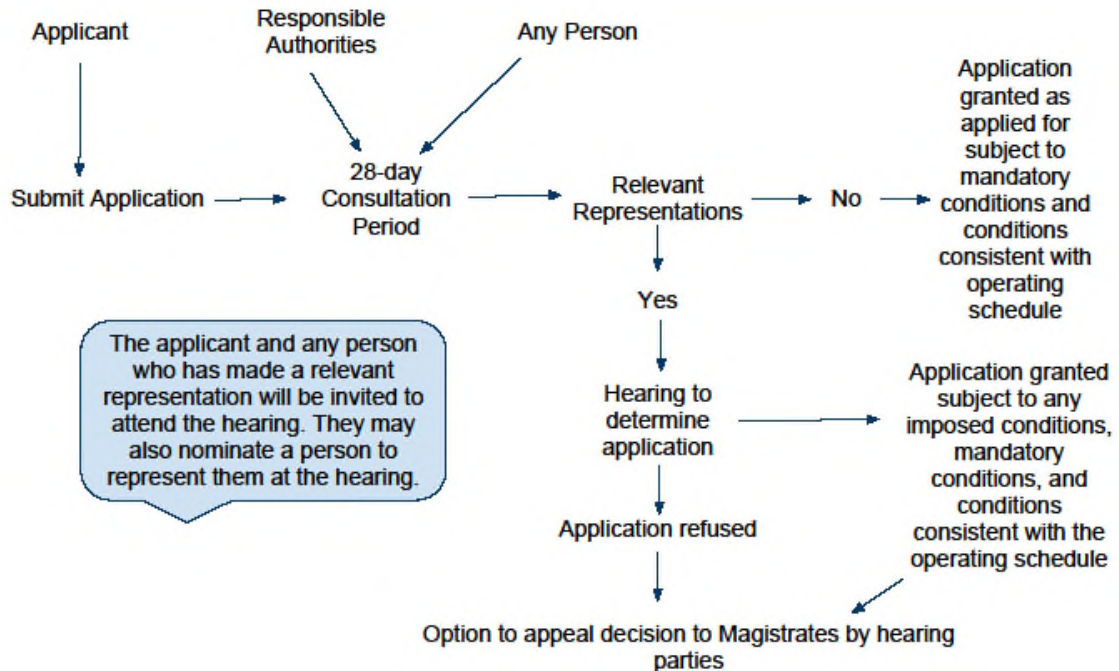 Applicant
Responsible
Authorities
Any Person
Submit Application
28-day
Consultation
Period
Relevant
Representations
No
Application
granted as
applied for
subject to
mandatory
conditions and
conditions
consistent with
operating
schedule
Yes
The applicant and any person
who has made a relevant
representation will be invited to
attend the hearing. They may
also nominate a person to
represent them at the hearing.
Hearing to
determine
application
Application granted
subject to any
imposed conditions,
mandatory
conditions, and
conditions
consistent with the
operating schedule
Application refused
Option to appeal decision to Magistrates by hearing
parties